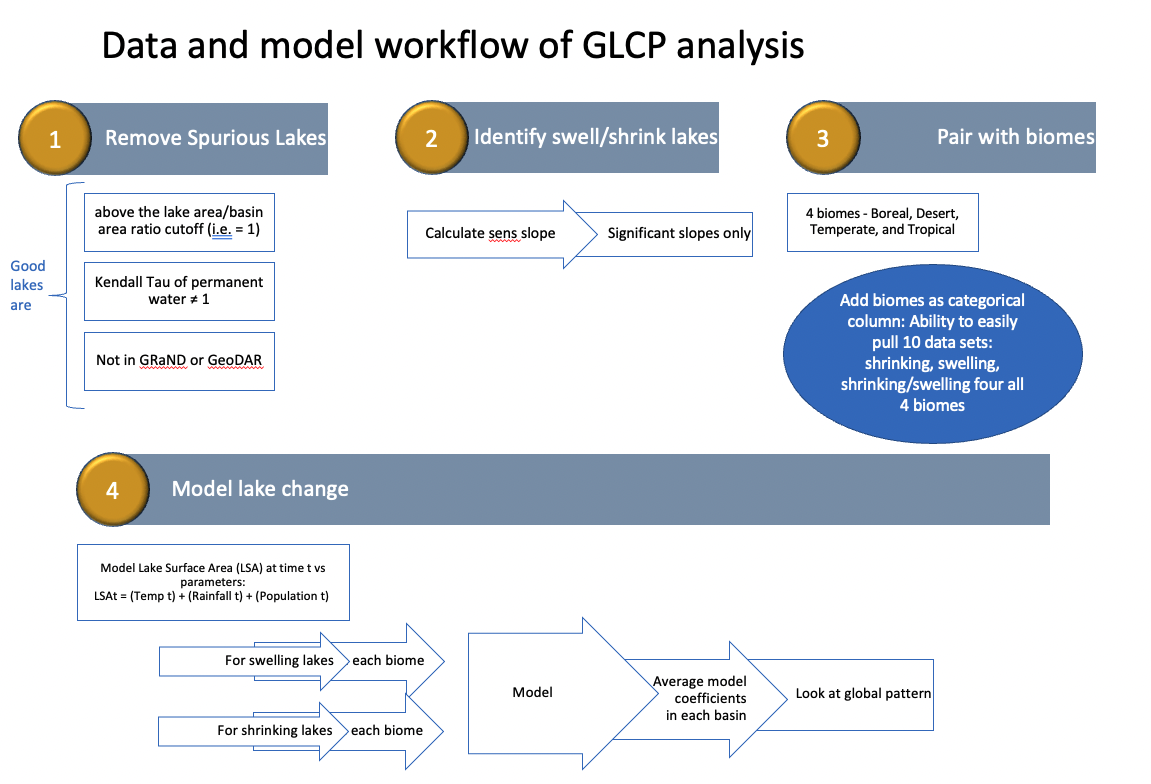 Data and model workflow of GLCP analysis
1
Remove Spurious Lakes
2
Identify swell/shrink lakes
3
Pair with biomes
Good
lakes
are
above the lake area/basin
area ratio cutoff (i.e. = 1)
Kendall Tau of permanent
water ≠ 1
Not in GRaND or GeoDAR
Calculate sens slope
Significant slopes only
4 biomes - Boreal, Desert,
Temperate, and Tropical
Add biomes as categorical
column: Ability to easily
pull 10 data sets:
shrinking, swelling,
shrinking/swelling four all
4 biomes
4
Model lake change
Model Lake Surface Area (LSA) at time t vs
parameters:
LSAt = (Temp t) + (Rainfall t) + (Population t)
For swelling lakes
each biome
For shrinking lakes
each biome
Model
Average model
coefficients
in each basin
Look at global pattern